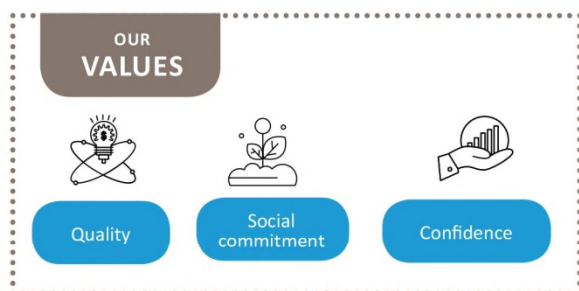 OUR
VALUES
Quality
Social
commitment
Confidence